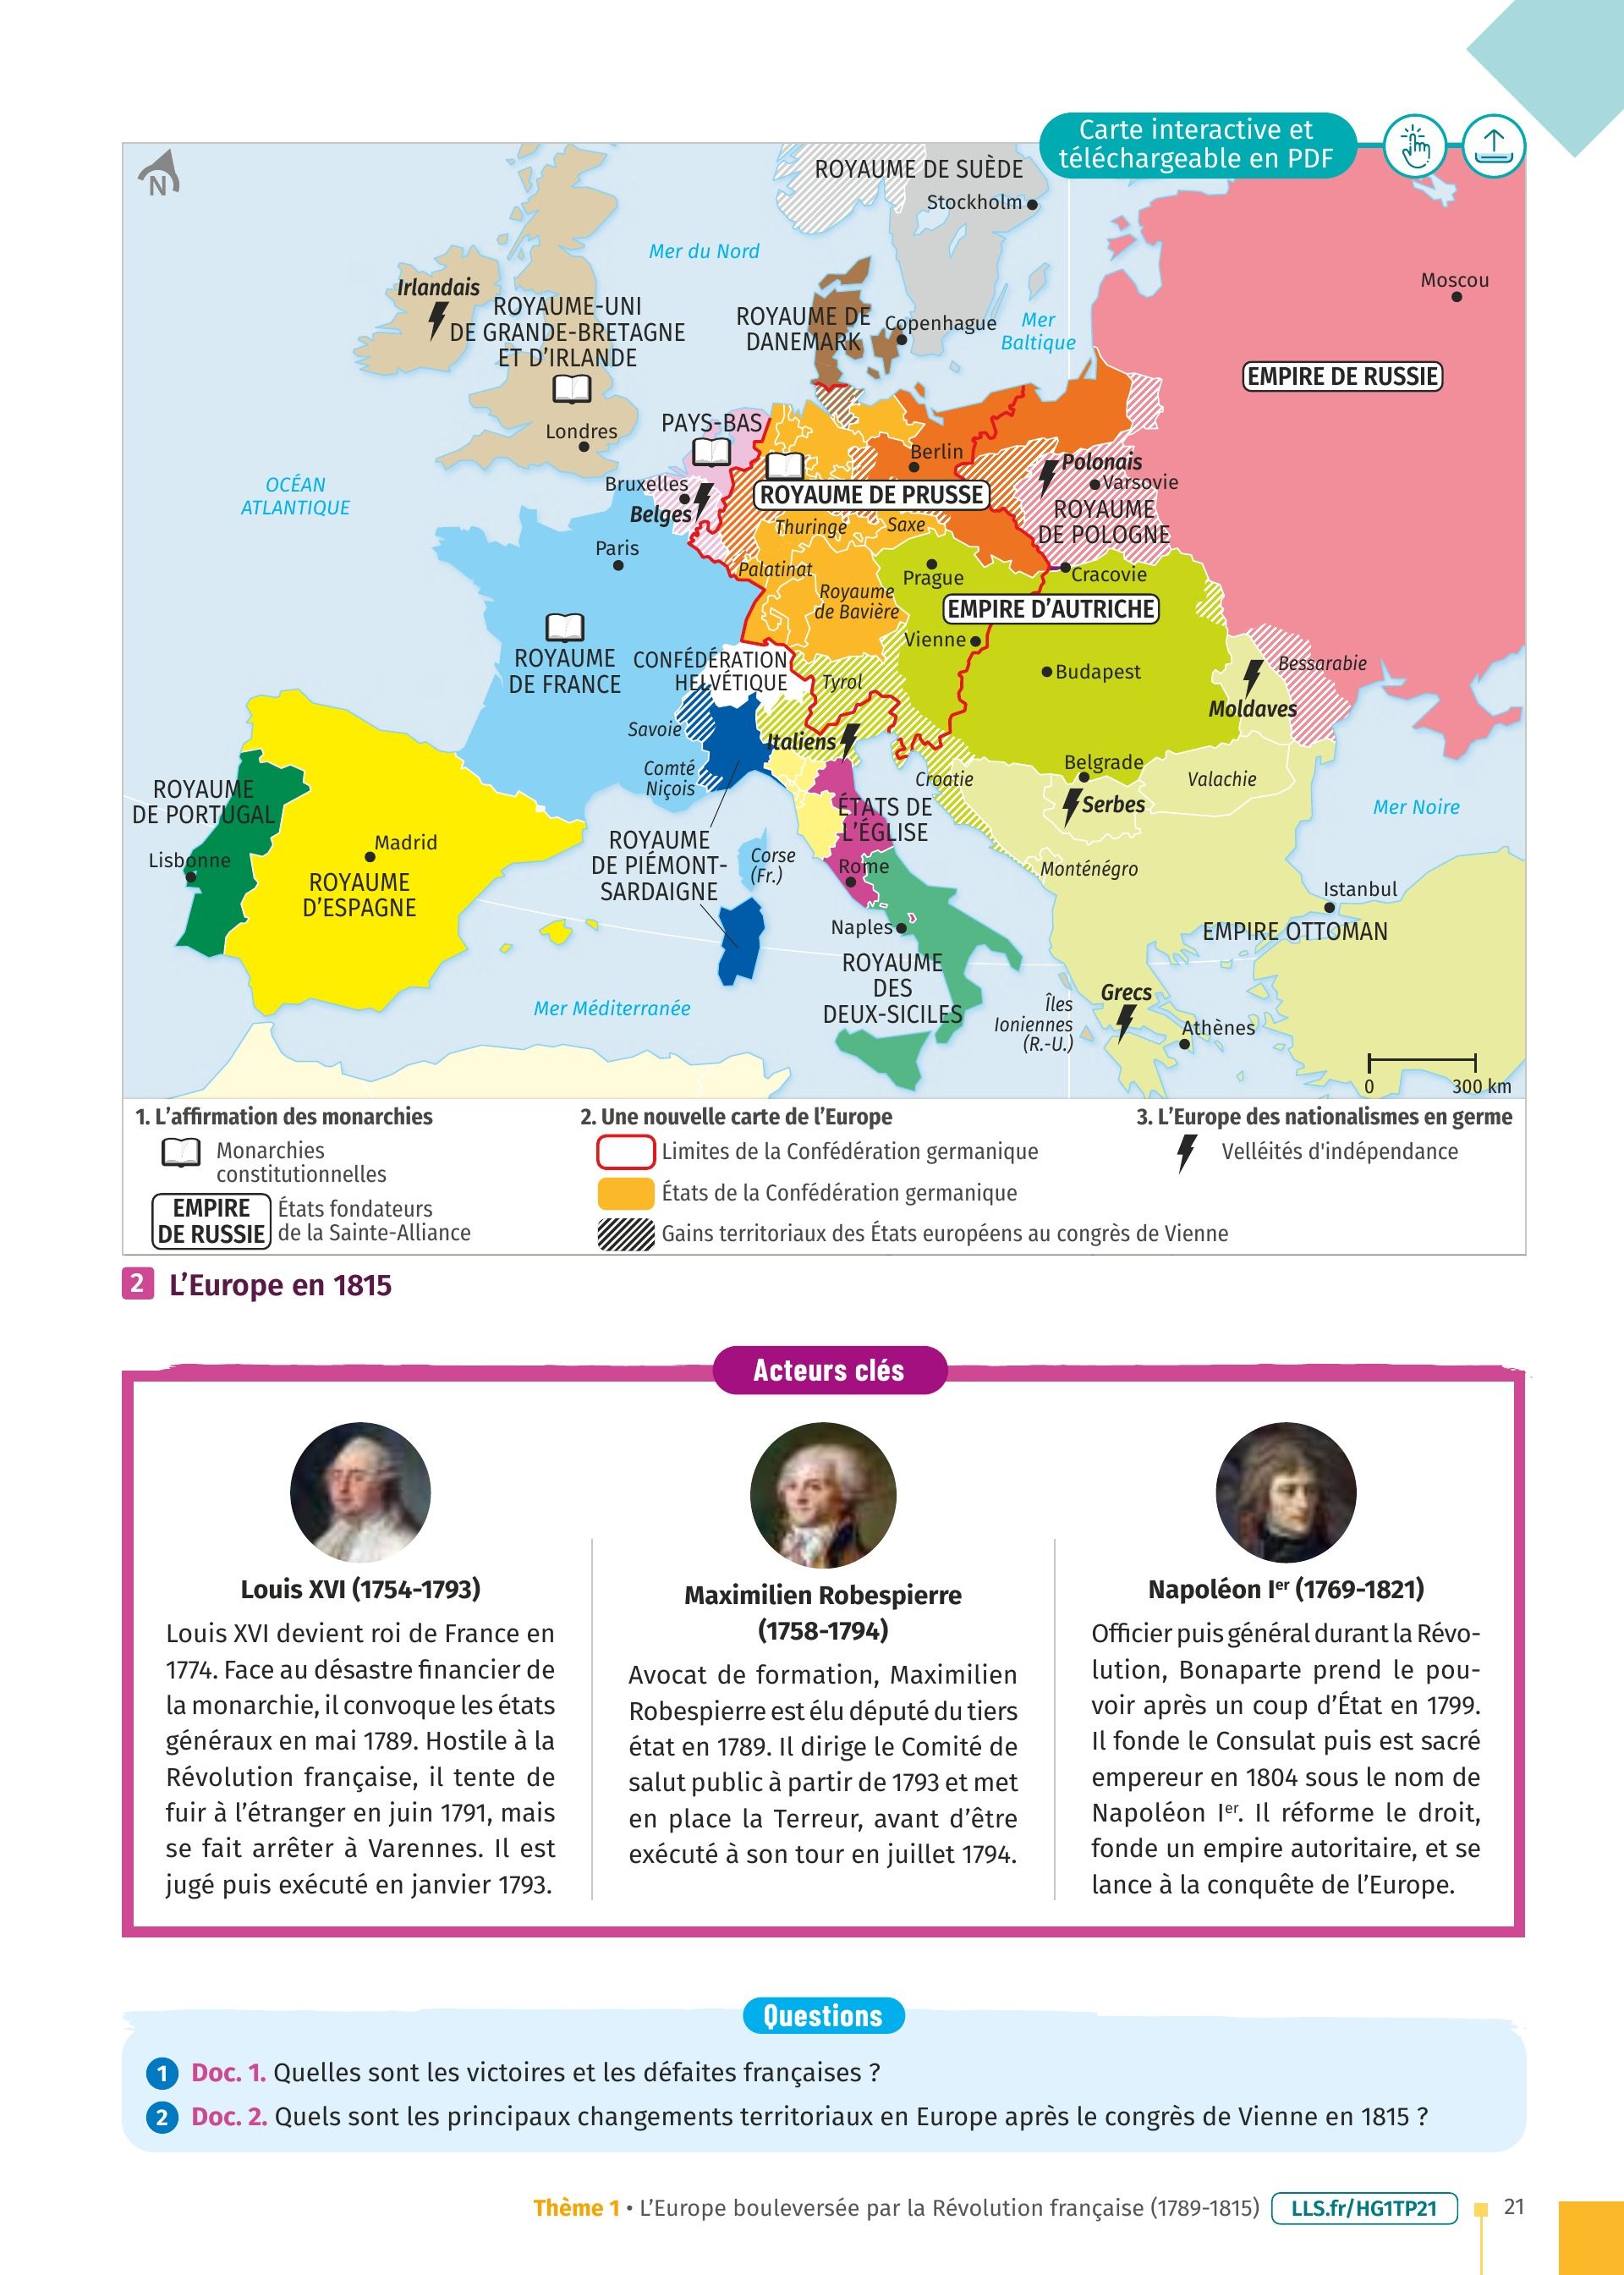 Carte interactive et
téléchargeable en PDF
N
ROYAUME DE SUÈDE
Stockholm
Mer du Nord
Moscou
Irlandais
ROYAUME-UNI
DE GRANDE-BRETAGNE
ET D'IRLANDE
ROYAUME DE
DANEMARK
Copenhague
Mer
Baltique
EMPIRE DE RUSSIE
Londres
PAYS-BAS
Berlin
Polonais
Varsovie
OCÉAN
ATLANTIQUE
Bruxelles
Belges
ROYAUME DE PRUSSE
ROYAUME
DE POLOGNE
Thuringe
Saxe
Paris
Palatinat
Prague
Cracovie
Royaume
de Bavière
EMPIRE D'AUTRICHE
Vienne
ROYAUME
DE FRANCE
CONFÉDÉRATION
HELVÉTIQUE
Tyrol
Budapest
Bessarabie
Moldaves
Savoie
Italiens
Comté
Niçois
Croatie
Belgrade
Valachie
Serbes
Mer Noire
ROYAUME
DE PORTUGAL
Lisbonne
Madrid
ROYAUME
D'ESPAGNE
ROYAUME
DE PIÉMONT-
SARDAIGNE
Corse
(Fr.)
ÉTATS DE
L'ÉGLISE
Rome
Monténégro
Istanbul
EMPIRE OTTOMAN
Naples
ROYAUME
DES
DEUX-SICILES
Mer Méditerranée
Îles
Ioniennes
(R.-U.)
Grecs
Athènes
0 300 km
1. L'affirmation des monarchies
Monarchies
constitutionnelles
EMPIRE
DE RUSSIE
États fondateurs
de la Sainte-Alliance
2. Une nouvelle carte de l'Europe
Limites de la Confédération germanique
États de la Confédération germanique
Gains territoriaux des États européens au congrès de Vienne
3. L'Europe des nationalismes en germe
Velléités d'indépendance
2 L'Europe en 1815
Acteurs clés
Louis XVI (1754-1793)
Louis XVI devient roi de France en
1774. Face au désastre financier de
la monarchie, il convoque les états
généraux en mai 1789. Hostile à la
Révolution française, il tente de
fuir à l'étranger en juin 1791, mais
se fait arrêter à Varennes. Il est
jugé puis exécuté en janvier 1793.
Maximilien Robespierre
(1758-1794)
Avocat de formation, Maximilien
Robespierre est élu député du tiers
état en 1789. Il dirige le Comité de
salut public à partir de 1793 et met
en place la Terreur, avant d'être
exécuté à son tour en juillet 1794.
Napoléon Ier (1769-1821)
Officier puis général durant la Révo-
lution, Bonaparte prend le pou-
voir après un coup d'État en 1799.
Il fonde le Consulat puis est sacré
empereur en 1804 sous le nom de
Napoléon Ier. Il réforme le droit,
fonde un empire autoritaire, et se
lance à la conquête de l'Europe.
Questions
1 Doc. 1. Quelles sont les victoires et les défaites françaises ?
2 Doc. 2. Quels sont les principaux changements territoriaux en Europe après le congrès de Vienne en 1815 ?
Thème 1 • L'Europe bouleversée par la Révolution française (1789-1815) LLS.fr/HG1TP21 21